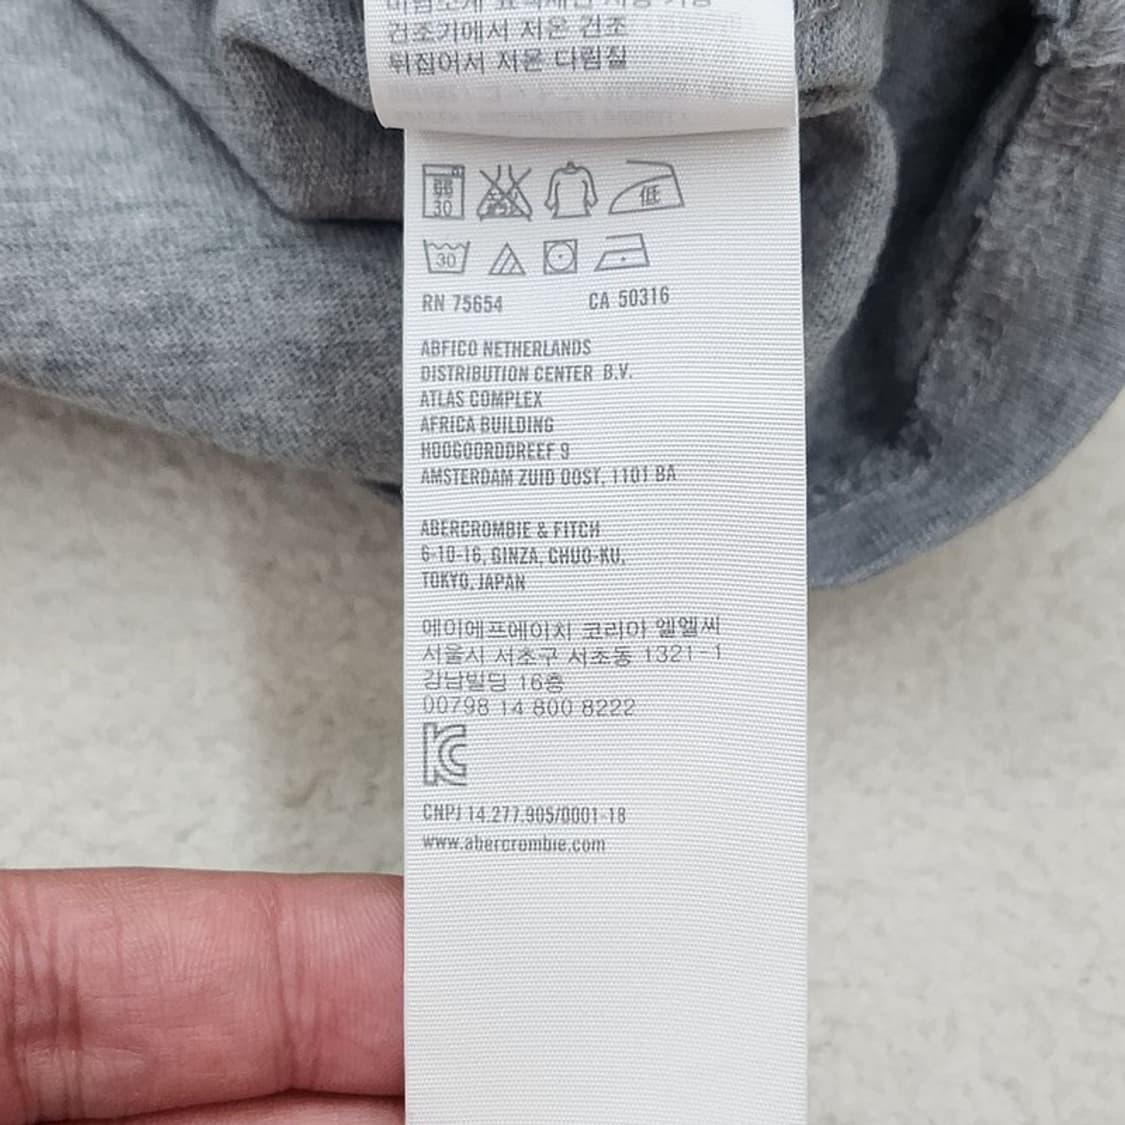 건조기에서 저온 건조
뒤집어서 저온 다림질
30
低
30
RN 75654 CA 50316
ABFICO NETHERLANDS
DISTRIBUTION CENTER B.V.
ATLAS COMPLEX
AFRICA BUILDING
HOOGOORDDREEF 9
AMSTERDAM ZUID OOST, 1101 BA
ABERCROMBIE & FITCH
6-10-16, GINZA, CHUO-KU,
TOKYO, JAPAN
에이에프에이치 코리아 엘엘씨
서울시 서초구 서초동 1321-1
강남빌딩 16층
00798 14 800 8222
KC
CNPJ 14.277.905/0001-18
www.abercrombie.com